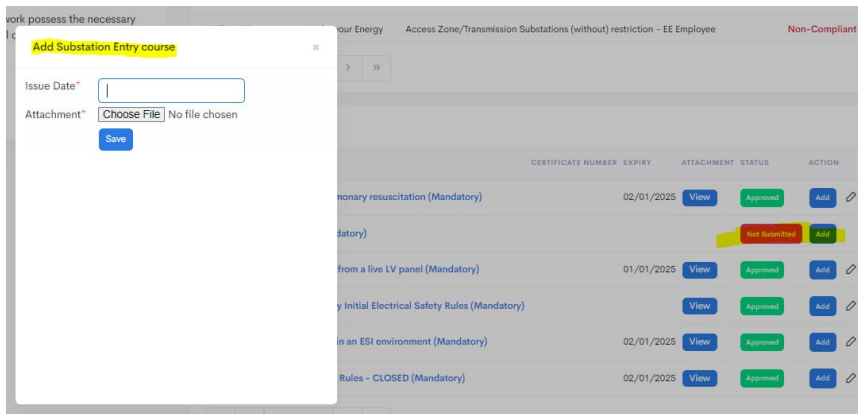 work possess the necessary
Add Substation Entry course ×
your Energy Access Zone/Transmission Substations (without) restriction - EE Employee Non-Compliant
> »
Issue Date*
Attachment* Choose File No file chosen
Save
CERTIFICATE NUMBER EXPIRY ATTACHMENT STATUS ACTION
monary resuscitation (Mandatory) 02/01/2025 View Approved Add
datory) Not Submitted Add
from a live LV panel (Mandatory) 01/01/2025 View Approved Add
y Initial Electrical Safety Rules (Mandatory) View Approved Add
in an ESI environment (Mandatory) 02/01/2025 View Approved Add
Rules - CLOSED (Mandatory) 02/01/2025 View Approved Add